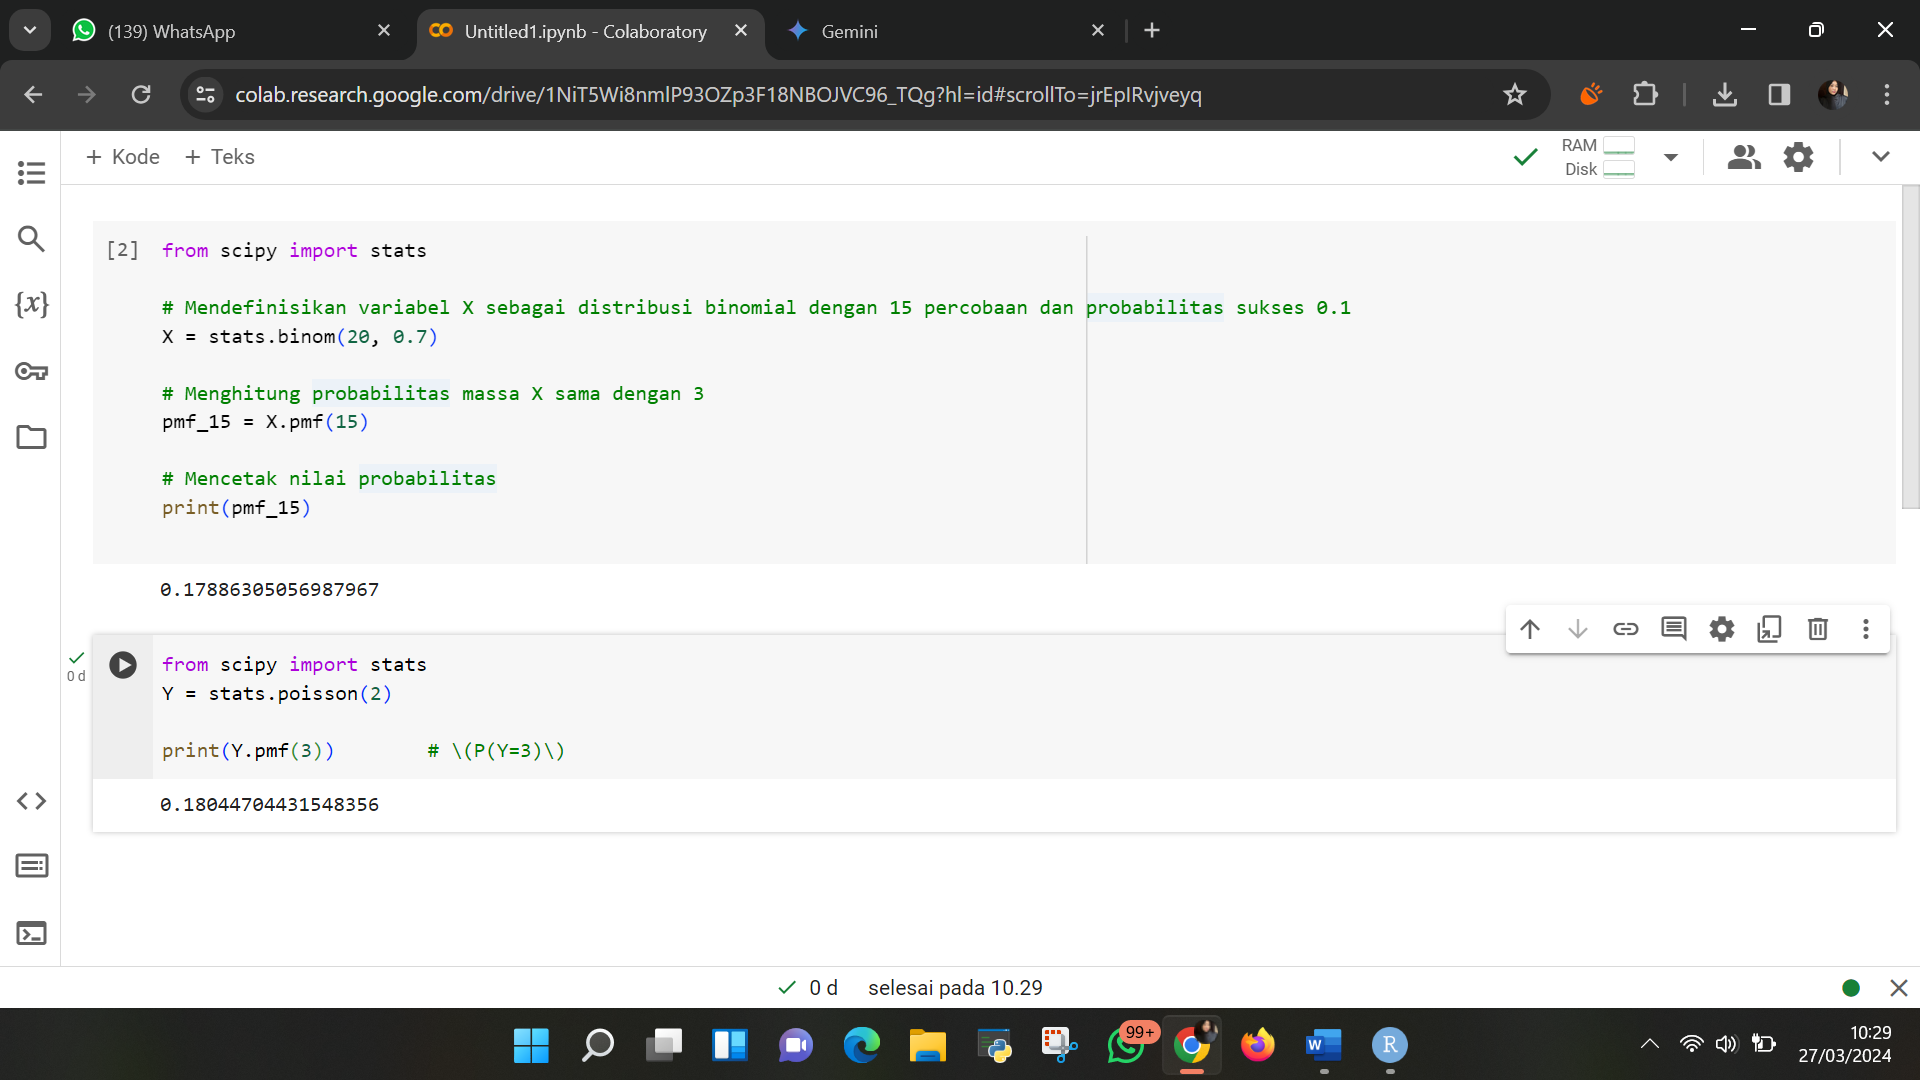 (139) WhatsApp
Untitled1.ipynb - Colaboratory
Gemini
colab.research.google.com/drive/1NiT5Wi8nmlP93OZp3F18NBOJVC96_TQg?hl=id#scrollTo=jrEpIRvjveyq
+ Kode + Teks
RAM
Disk
[2] from scipy import stats
# Mendefinisikan variabel X sebagai distribusi binomial dengan 15 percobaan dan probabilitas sukses 0.1
X = stats.binom(20, 0.7)
# Menghitung probabilitas massa X sama dengan 3
pmf_15 = X.pmf(15)
# Mencetak nilai probabilitas
print(pmf_15)
0.17886305056987967
0 d
from scipy import stats
Y = stats.poisson(2)
print(Y.pmf(3)) # \(P(Y=3)\)
0.18044704431548356
{x}
0 d selesai pada 10.29
99+
W
R
10:29
27/03/2024